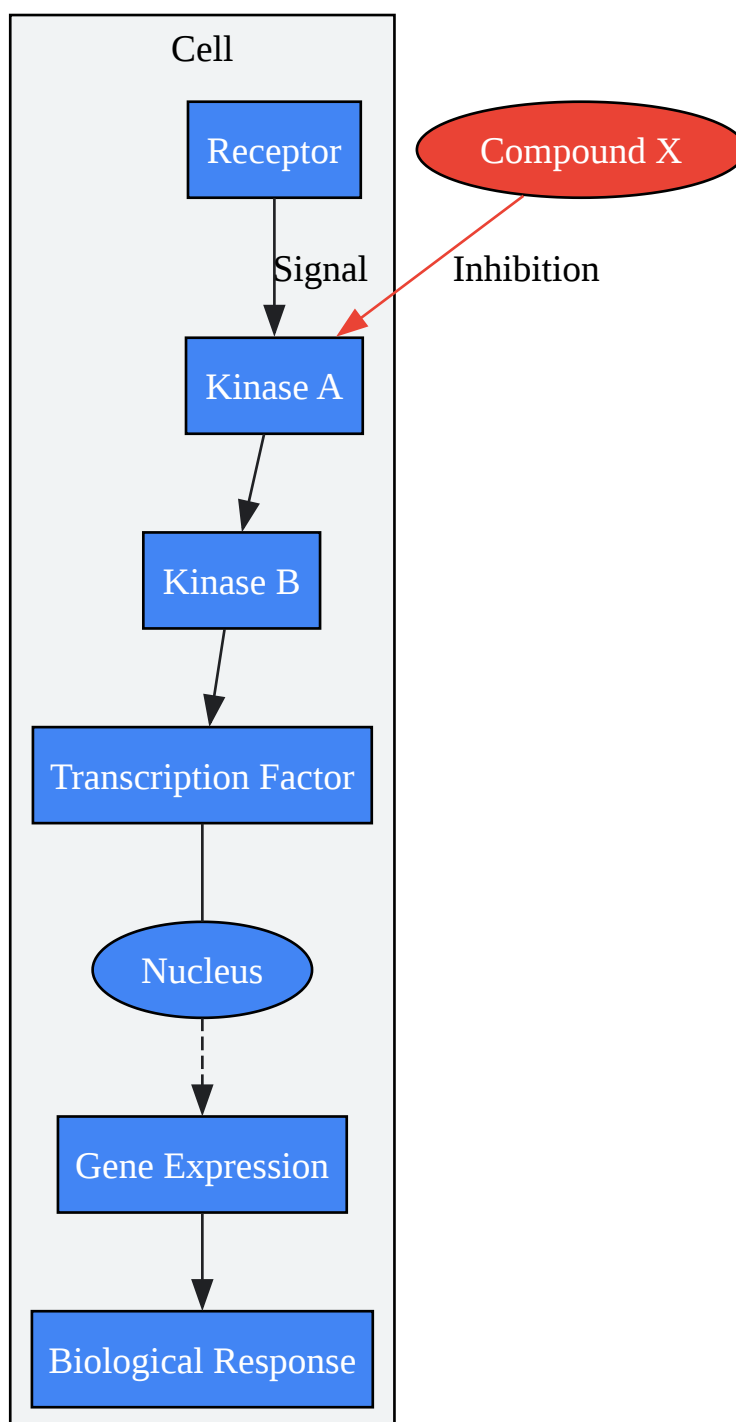 Cell
Receptor
Compound X
Signal
Inhibition
Kinase A
Kinase B
Transcription Factor
Nucleus
Gene Expression
Biological Response